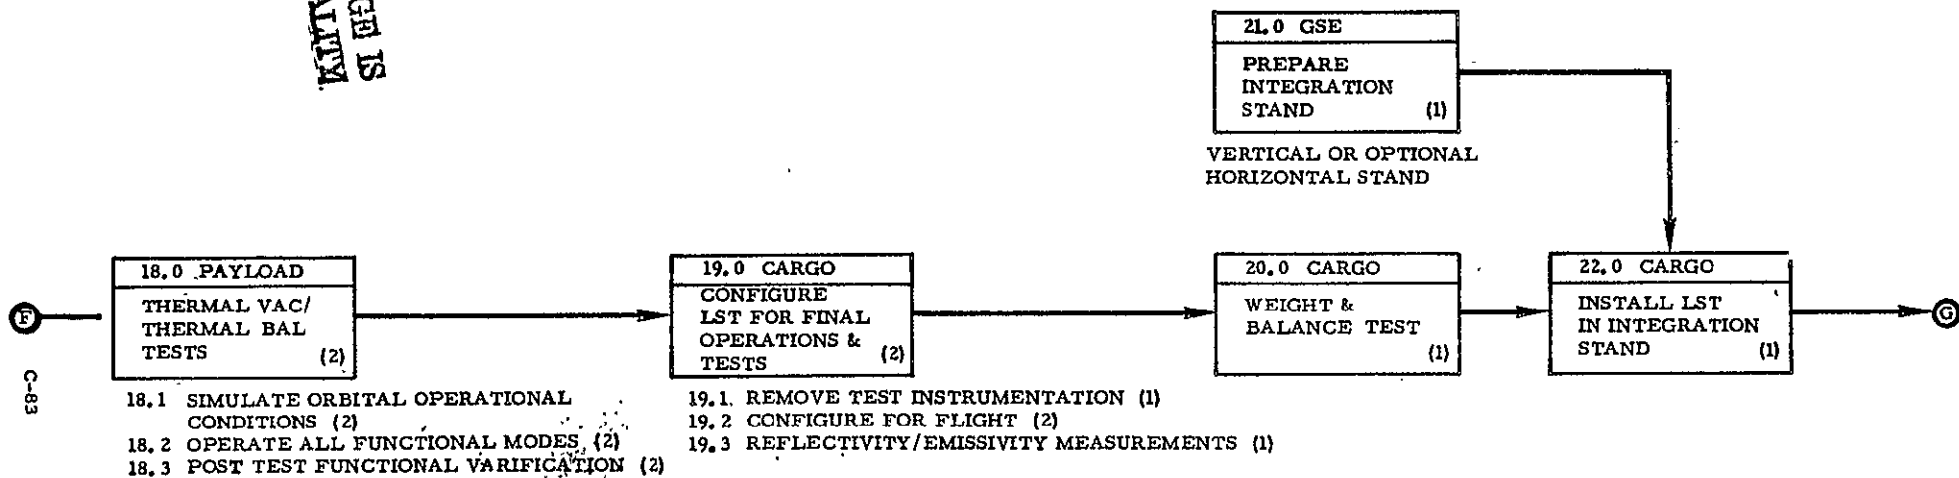 GE IS
ALITY
21.0 GSE
PREPARE
INTEGRATION
STAND (1)
VERTICAL OR OPTIONAL
HORIZONTAL STAND
F
18.0 PAYLOAD
THERMAL VAC/
THERMAL BAL
TESTS (2)
18.1 SIMULATE ORBITAL OPERATIONAL
CONDITIONS (2)
18.2 OPERATE ALL FUNCTIONAL MODES (2)
18.3 POST TEST FUNCTIONAL VARIFICATION (2)
19.0 CARGO
CONFIGURE
LST FOR FINAL
OPERATIONS &
TESTS (2)
19.1. REMOVE TEST INSTRUMENTATION (1)
19.2 CONFIGURE FOR FLIGHT (2)
19.3 REFLECTIVITY/EMISSIVITY MEASUREMENTS (1)
20.0 CARGO
WEIGHT &
BALANCE TEST
(1)
22.0 CARGO
INSTALL LST
IN INTEGRATION
STAND (1)
G
C-83